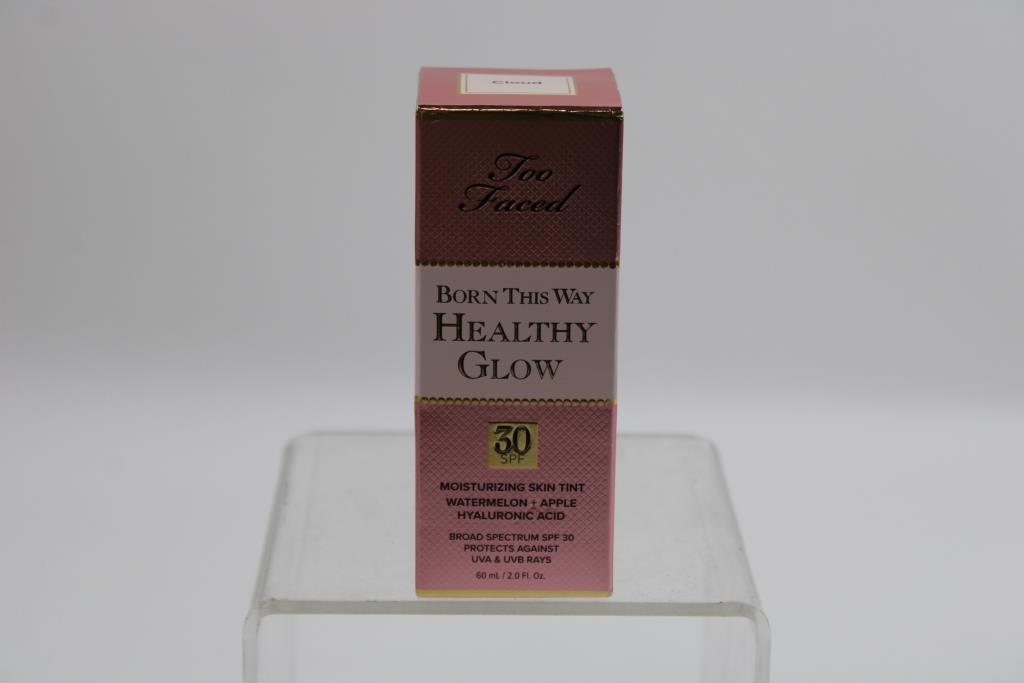 Cloud
Too
Faced
BORN THIS WAY
HEALTHY
GLOW
30
SPF
MOISTURIZING SKIN TINT
WATERMELON + APPLE
HYALURONIC ACID
BROAD SPECTRUM SPF 30
PROTECTS AGAINST
UVA & UVB RAYS
60 mL / 2.0 Fl. Oz.